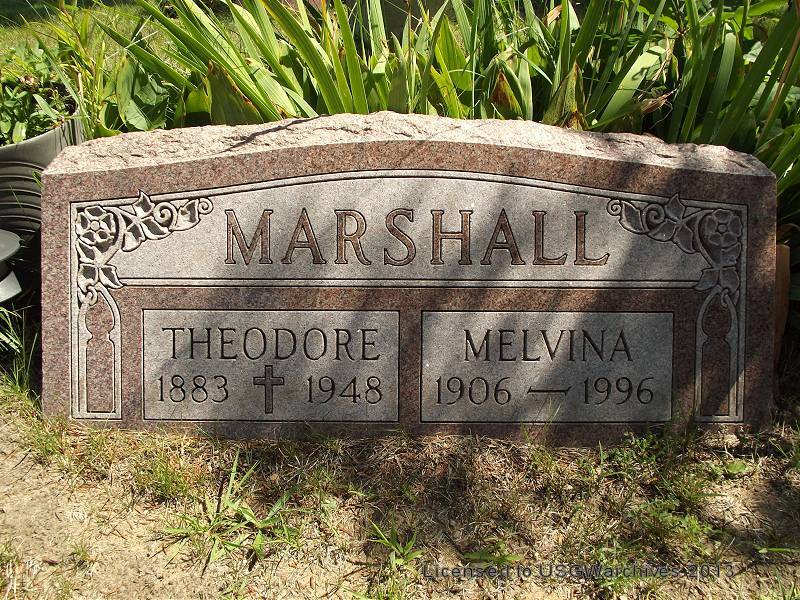 MARSHALL
THEODORE
1883 1948
MELVINA
1906 — 1996
Licensed to USGWarchives 2013